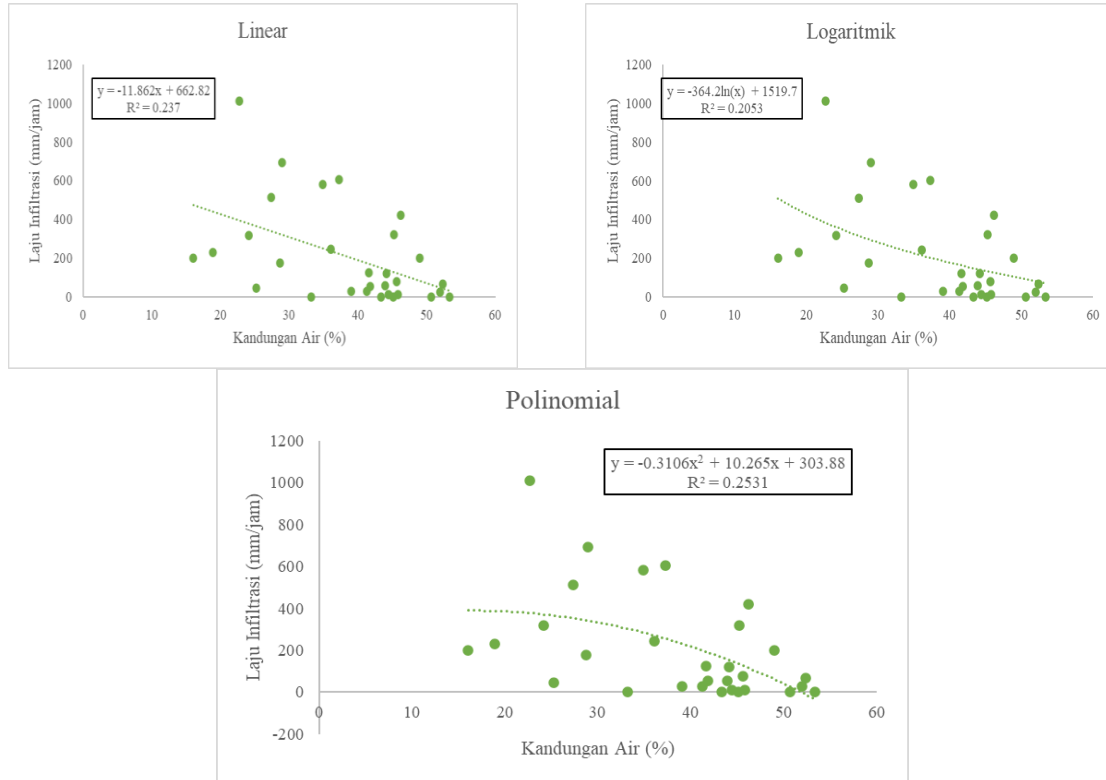 Linear
y = -11.862x + 662.82
R² = 0.237
Laju Infiltrasi (mm/jam)
1200
1000
800
600
400
200
0
0 10 20 30 40 50 60
Kandungan Air (%)
Logaritmik
y = -364.2ln(x) + 1519.7
R² = 0.2053
Laju Infiltrasi (mm/jam)
1200
1000
800
600
400
200
0
0 10 20 30 40 50 60
Kandungan Air (%)
Polinomial
y = -0.3106x² + 10.265x + 303.88
R² = 0.2531
Laju Infiltrasi (mm/jam)
1200
1000
800
600
400
200
0
-200
0 10 20 30 40 50 60
Kandungan Air (%)